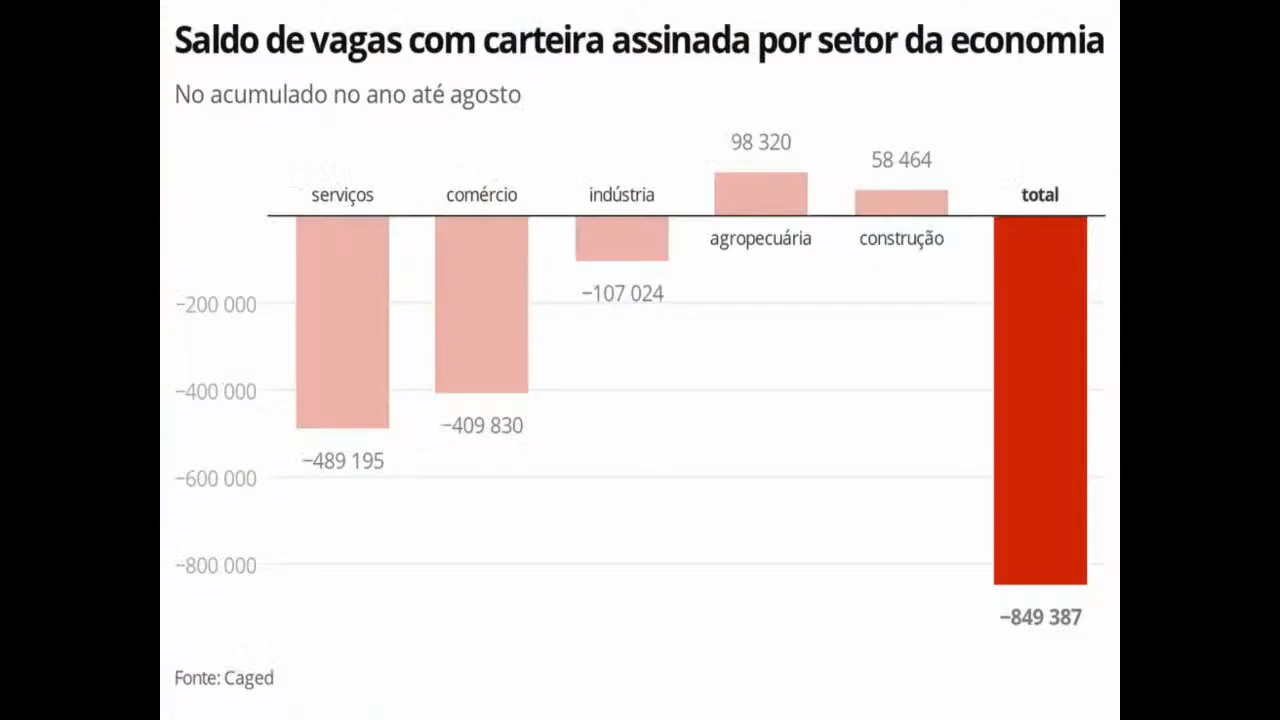 Saldo de vagas com carteira assinada por setor da economia
No acumulado no ano até agosto
98 320
58 464
serviços
comércio
indústria
total
agropecuária
construção
−200 000
−107 024
−400 000
−409 830
−489 195
−600 000
−800 000
−849 387
Fonte: Caged